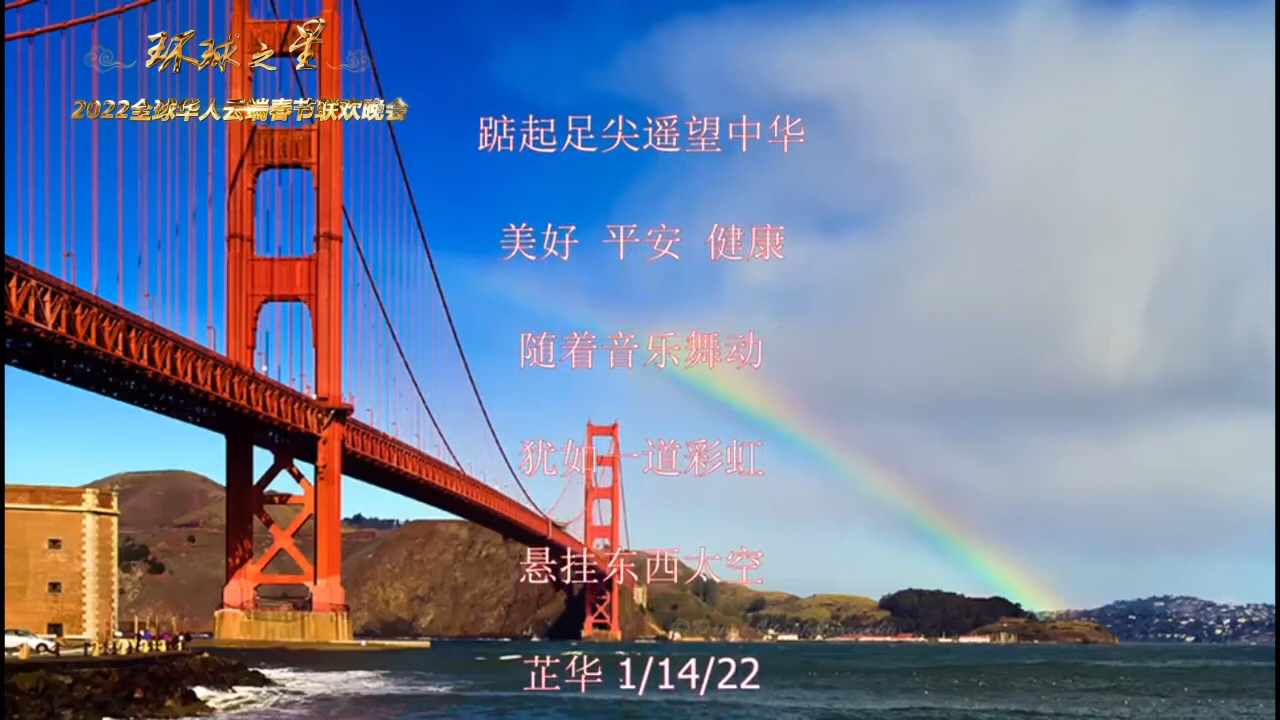 环球之星
2022全球华人云端春节联欢晚会
踮起足尖遥望中华
美好 平安 健康
随着音乐舞动
犹如一道彩虹
悬挂东西太空
芷华 1/14/22